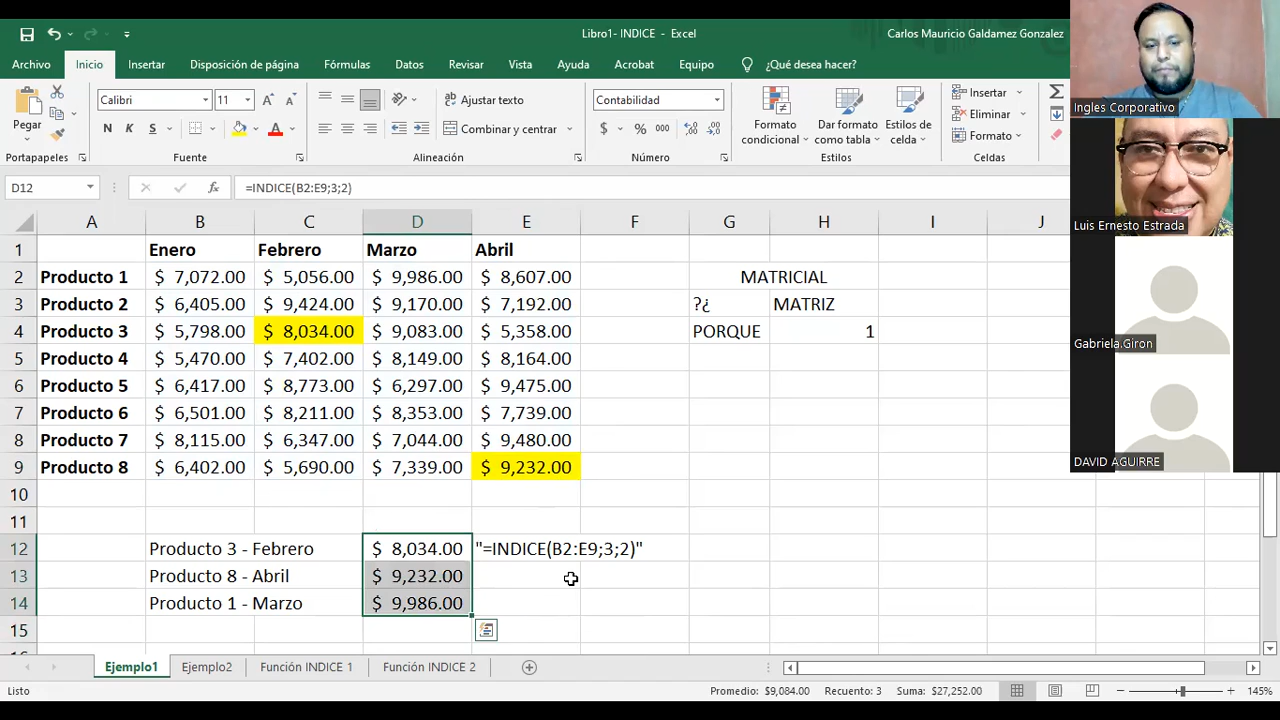 Libro1- INDICE - Excel
Carlos Mauricio Galdamez Gonzalez
Archivo Inicio Insertar Disposición de página Fórmulas Datos Revisar Vista Ayuda Acrobat Equipo ¿Qué desea hacer?
Pegar
Calibri 11
N K S
Ajustar texto
Combinar y centrar
Contabilidad
$ % 000
Formato condicional
Dar formato como tabla
Estilos de celda
Insertar
Eliminar
Formato
Portapapeles Fuente Alineación Número Estilos Celdas
D12 fx =INDICE(B2:E9;3;2)
A B C D E F G H I J
1 Enero Febrero Marzo Abril
2 Producto 1 $ 7,072.00 $ 5,056.00 $ 9,986.00 $ 8,607.00 MATRICIAL
3 Producto 2 $ 6,405.00 $ 9,424.00 $ 9,170.00 $ 7,192.00 ?¿ MATRIZ
4 Producto 3 $ 5,798.00 $ 8,034.00 $ 9,083.00 $ 5,358.00 PORQUE 1
5 Producto 4 $ 5,470.00 $ 7,402.00 $ 8,149.00 $ 8,164.00
6 Producto 5 $ 6,417.00 $ 8,773.00 $ 6,297.00 $ 9,475.00
7 Producto 6 $ 6,501.00 $ 8,211.00 $ 8,353.00 $ 7,739.00
8 Producto 7 $ 8,115.00 $ 6,347.00 $ 7,044.00 $ 9,480.00
9 Producto 8 $ 6,402.00 $ 5,690.00 $ 7,339.00 $ 9,232.00
10
11
12 Producto 3 - Febrero $ 8,034.00 "=INDICE(B2:E9;3;2)"
13 Producto 8 - Abril $ 9,232.00
14 Producto 1 - Marzo $ 9,986.00
15
Ejemplo1 Ejemplo2 Función INDICE 1 Función INDICE 2
Listo Promedio: $9,084.00 Recuento: 3 Suma: $27,252.00 145%
Ingles Corporativo
Luis Ernesto Estrada
Gabriela.Giron
DAVID AGUIRRE